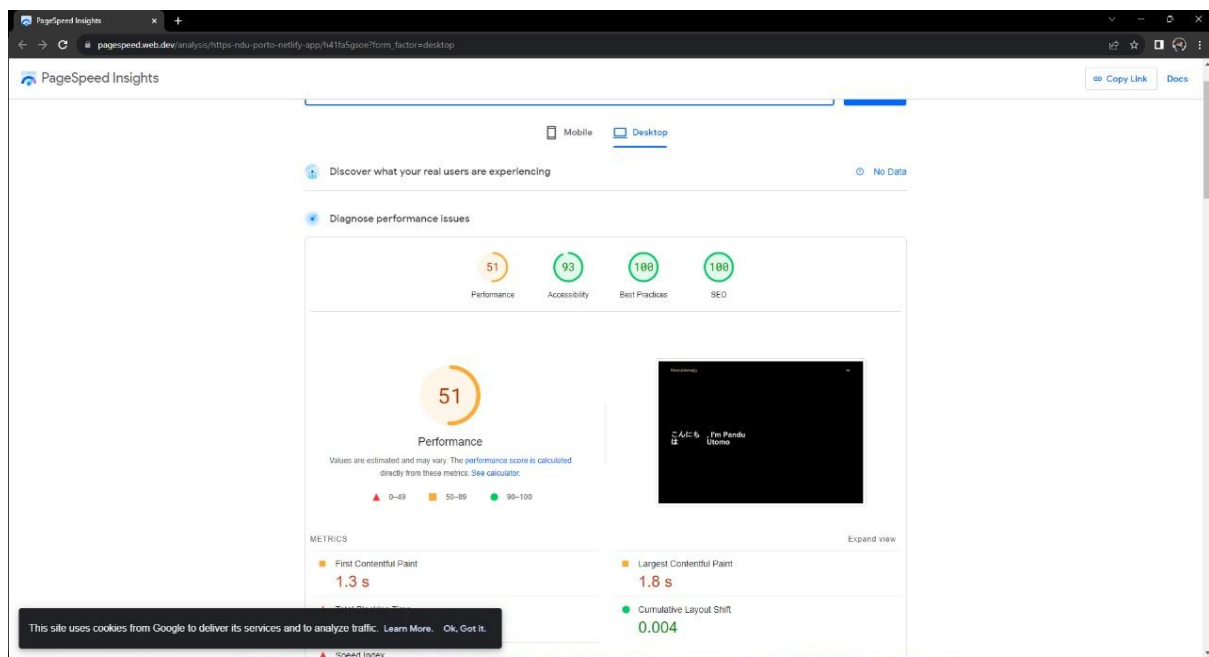 PageSpeed Insights
pagespeed.web.dev/analysis/https-ndu-porto-netlify-app/h41fa5gsoe?form_factor=desktop
PageSpeed Insights
Copy Link Docs
Mobile Desktop
Discover what your real users are experiencing No Data
Diagnose performance issues
51 93 100 100
Performance Accessibility Best Practices SEO
51
Performance
Values are estimated and may vary. The performance score is calculated
directly from these metrics. See calculator.
0–49 50–89 90–100
こんにち , I'm Pandu
は Utomo
METRICS Expand view
First Contentful Paint Largest Contentful Paint
1.3 s 1.8 s
Total Blocking Time Cumulative Layout Shift
0.004
This site uses cookies from Google to deliver its services and to analyze traffic. Learn More. Ok, Got it.
Speed Index